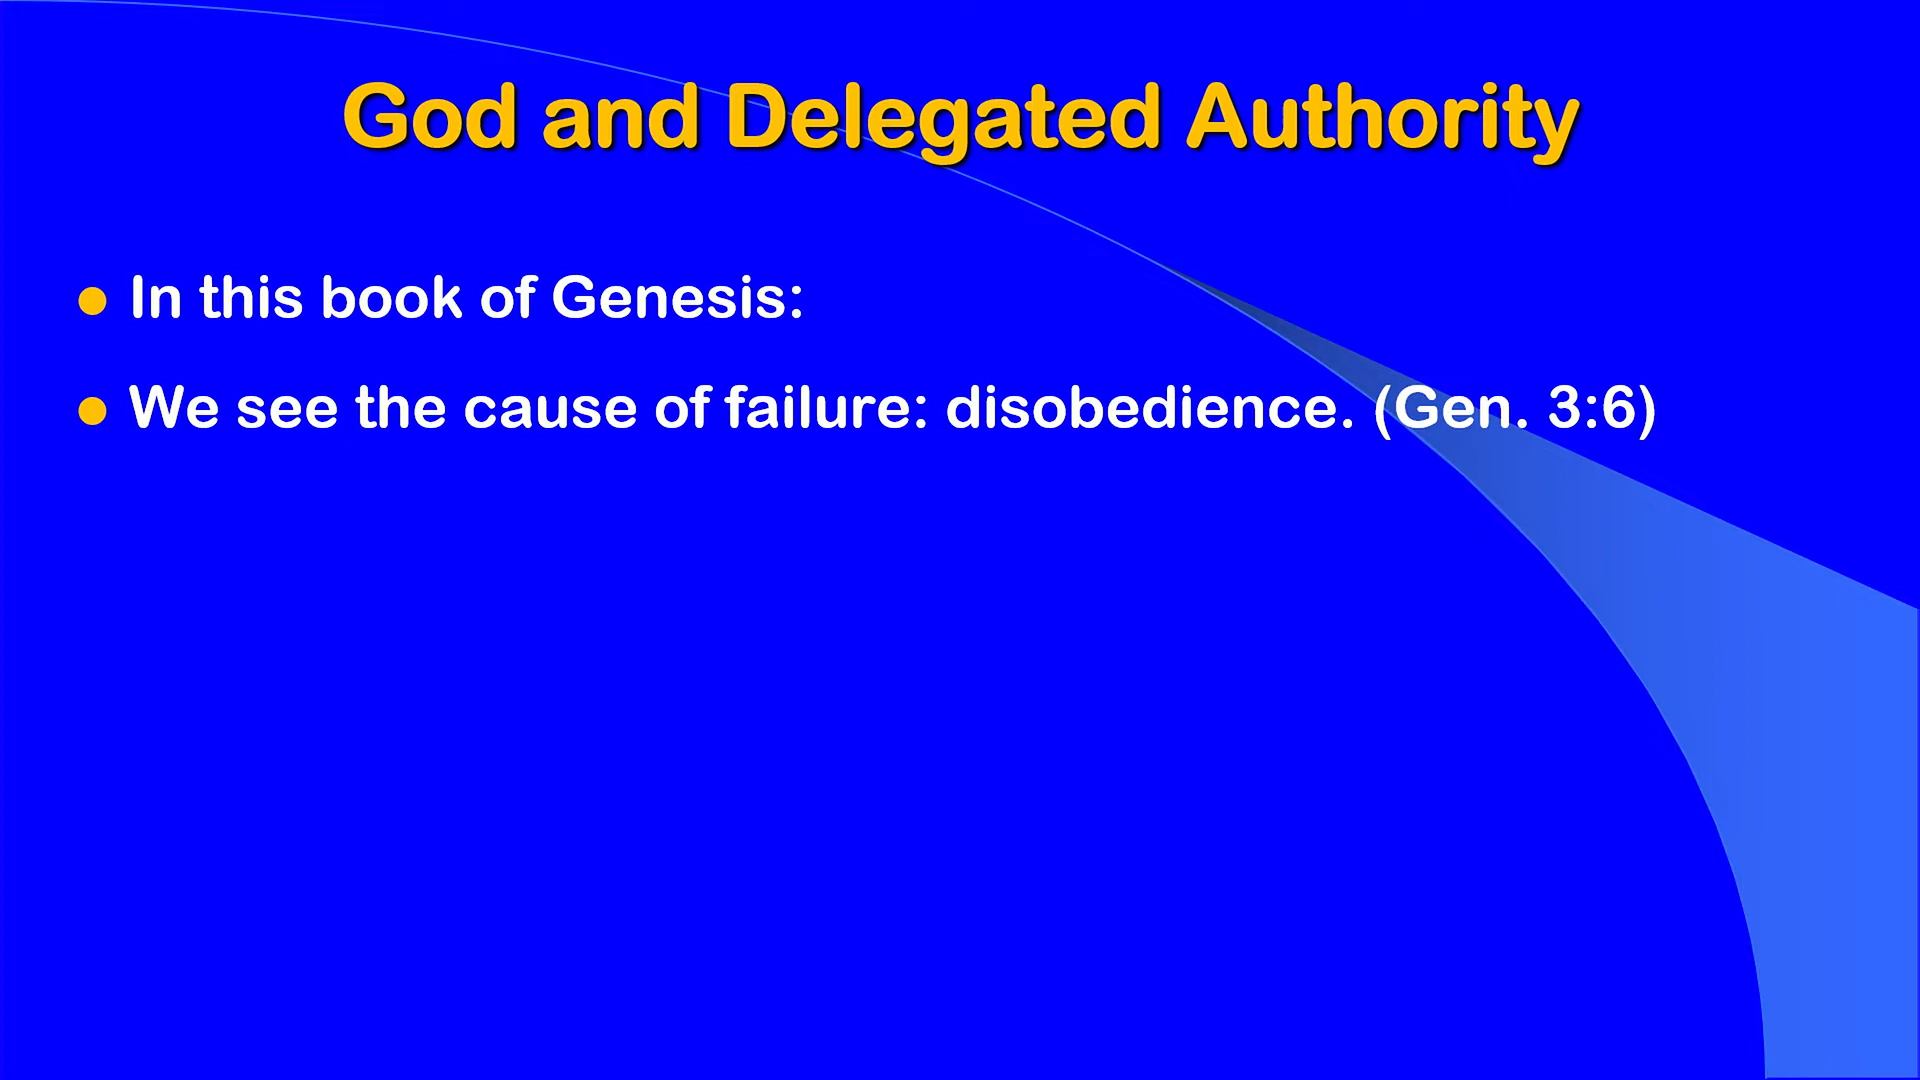 God and Delegated Authority
In this book of Genesis:
We see the cause of failure: disobedience. (Gen. 3:6)